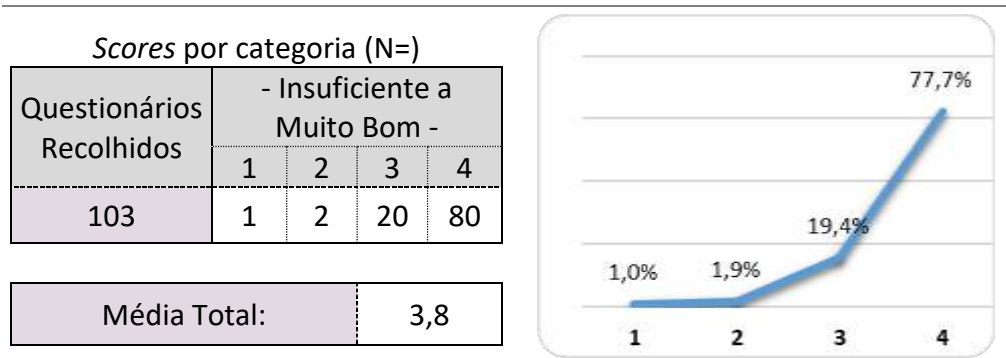 Scores por categoria (N=)
Questionários Recolhidos
- Insuficiente a Muito Bom -
1 2 3 4
103 1 2 20 80
Média Total: 3,8
77,7%
19,4%
1,0% 1,9%
1 2 3 4